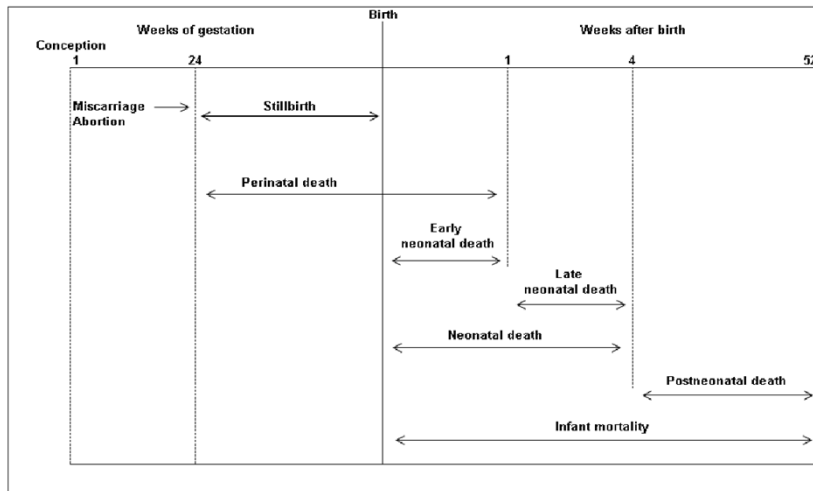 Birth
Weeks of gestation
Weeks after birth
Conception
1
24
1
4
52
Miscarriage
Abortion
Stillbirth
Perinatal death
Early
neonatal death
Late
neonatal death
Neonatal death
Postneonatal death
Infant mortality